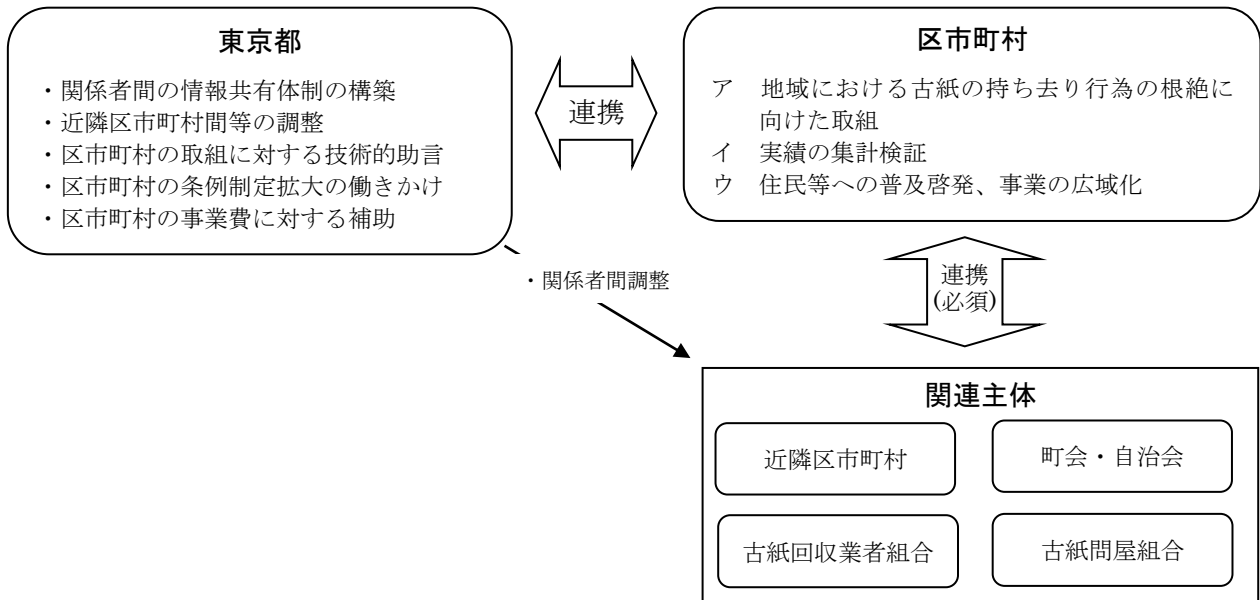 東京都
・関係者間の情報共有体制の構築
・近隣区市町村間等の調整
・区市町村の取組に対する技術的助言
・区市町村の条例制定拡大の働きかけ
・区市町村の事業費に対する補助
連携
区市町村
ア 地域における古紙の持ち去り行為の根絶に
向けた取組
イ 実績の集計検証
ウ 住民等への普及啓発、事業の広域化
・関係者間調整
連携
(必須)
関連主体
近隣区市町村
町会・自治会
古紙回収業者組合
古紙問屋組合